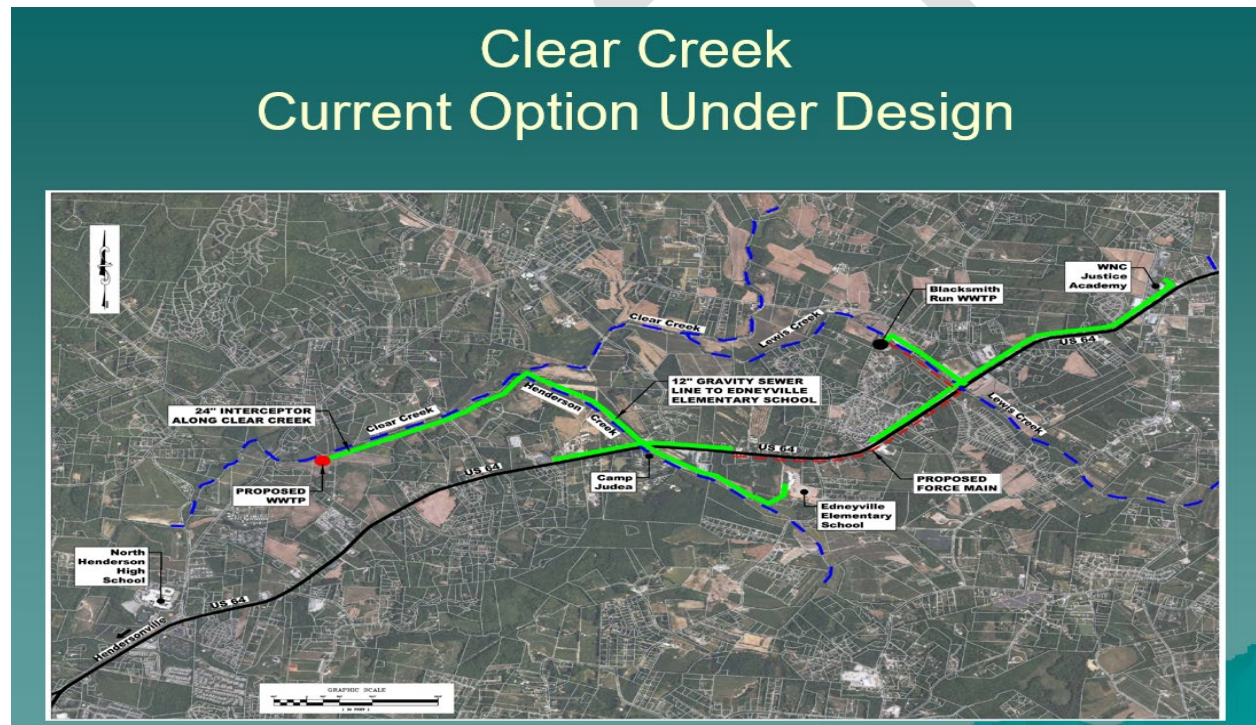 Clear Creek
Current Option Under Design
WNC
Justice
Academy
Blacksmith
Run WWTP
Clear Creek
Lewis Creek
US 64
12" GRAVITY SEWER
LINE TO EDNEYVILLE
ELEMENTARY SCHOOL
24" INTERCEPTOR
ALONG CLEAR CREEK
Clear Creek
Henderson Creek
Lewis Creek
US 64
US 64
PROPOSED
WWTP
Camp
Judea
PROPOSED
FORCE MAIN
Edneyville
Elementary
School
North
Henderson
High
School
US 64
Hendersonville
GRAPHIC SCALE